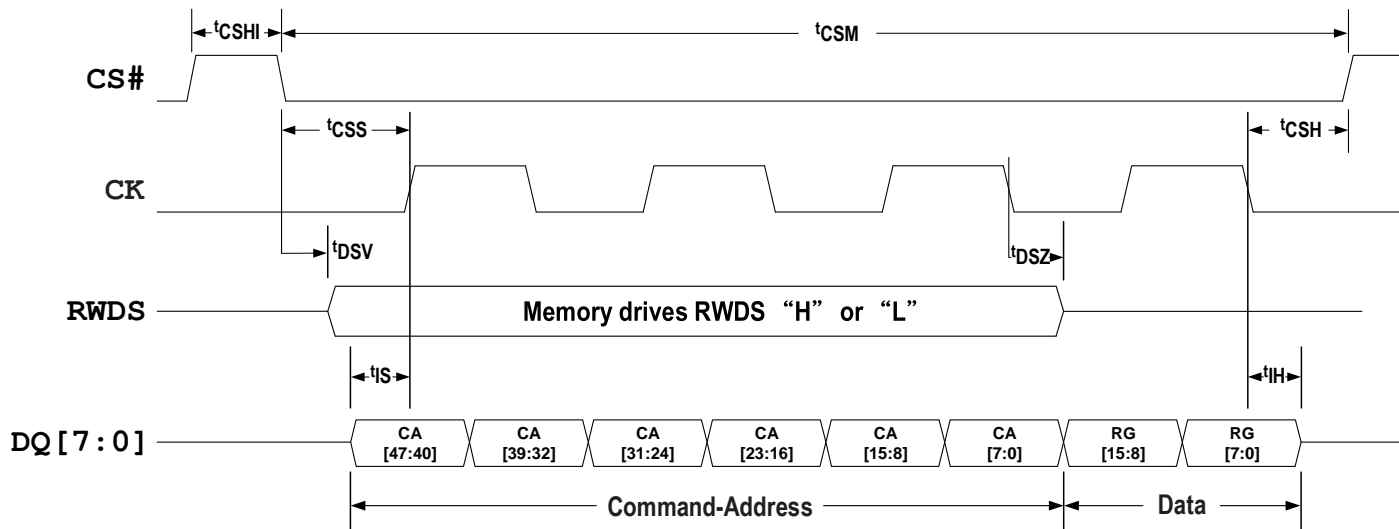 tCSHI
tCSM
CS#
tCSS
tCSH
CK
tDSV
tDSZ
RWDS
Memory drives RWDS “H” or “L”
tIS
tIH
DQ[7:0]
CA
[47:40]
CA
[39:32]
CA
[31:24]
CA
[23:16]
CA
[15:8]
CA
[7:0]
RG
[15:8]
RG
[7:0]
Command-Address
Data